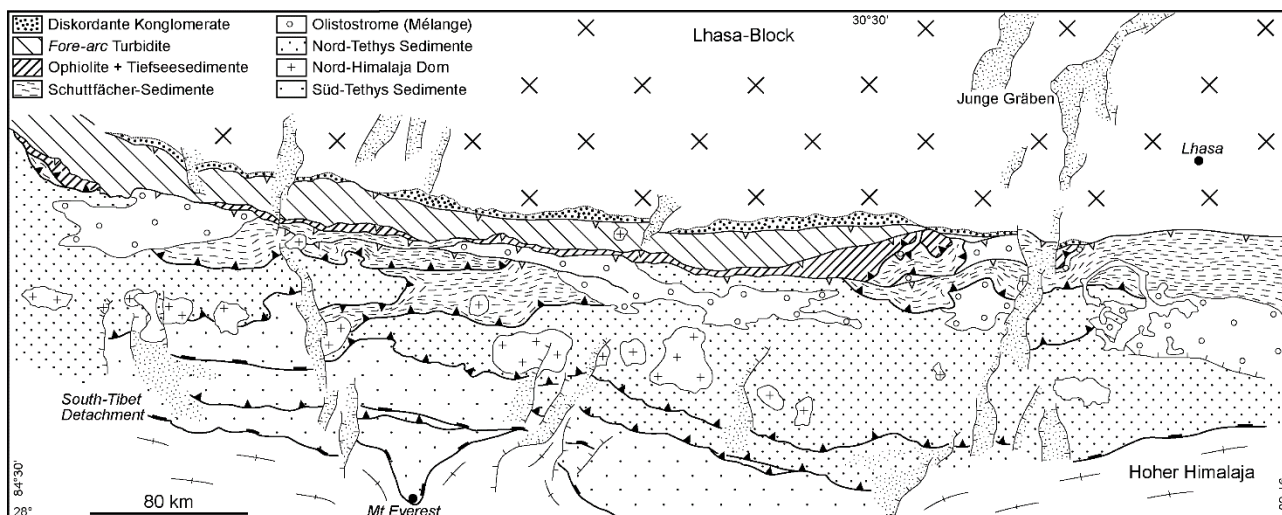 Diskordante Konglomerate
Fore-arc Turbidite
Ophiolite + Tiefseesedimente
Schuttfächer-Sedimente
Olistostrome (Mélange)
Nord-Tethys Sedimente
Nord-Himalaja Dom
Süd-Tethys Sedimente
30°30'
Lhasa-Block
Junge Gräben
Lhasa
South-Tibet
Detachment
84°30'
28°
80 km
Mt Everest
Hoher Himalaja